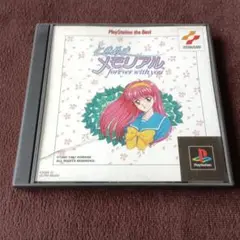 PlayStation the Best
KONAMI
ときめき
メモリアル
forever with you
PlayStation